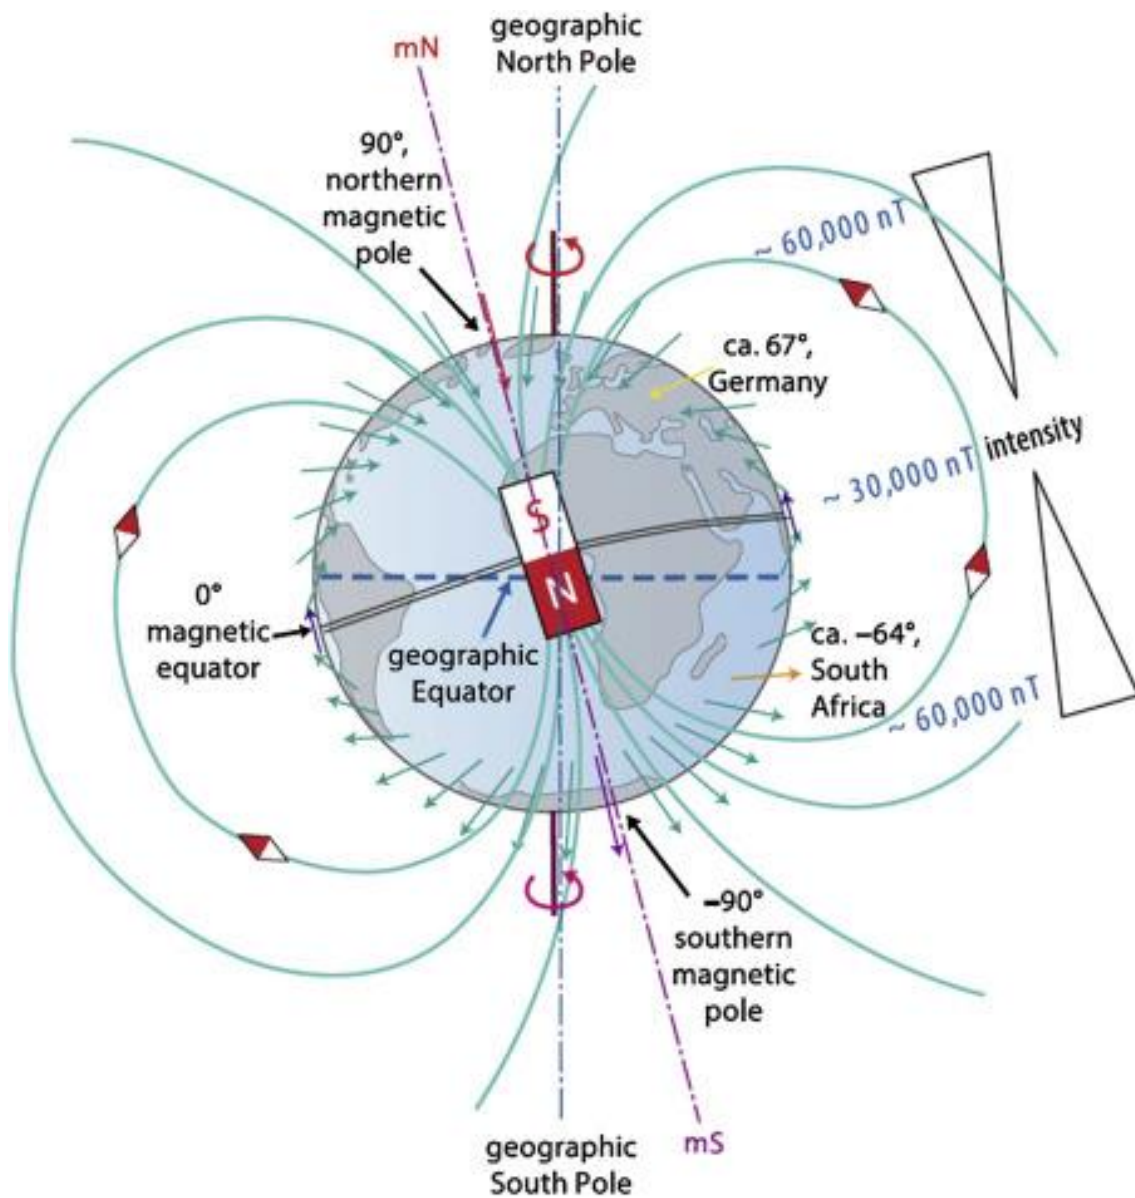 geographic
North Pole
mN
90°,
northern
magnetic
pole
~ 60,000 nT
ca. 67°,
Germany
~ 30,000 nT
intensity
S
N
0°
magnetic
equator
geographic
Equator
ca. –64°,
South
Africa
~ 60,000 nT
–90°
southern
magnetic
pole
mS
geographic
South Pole